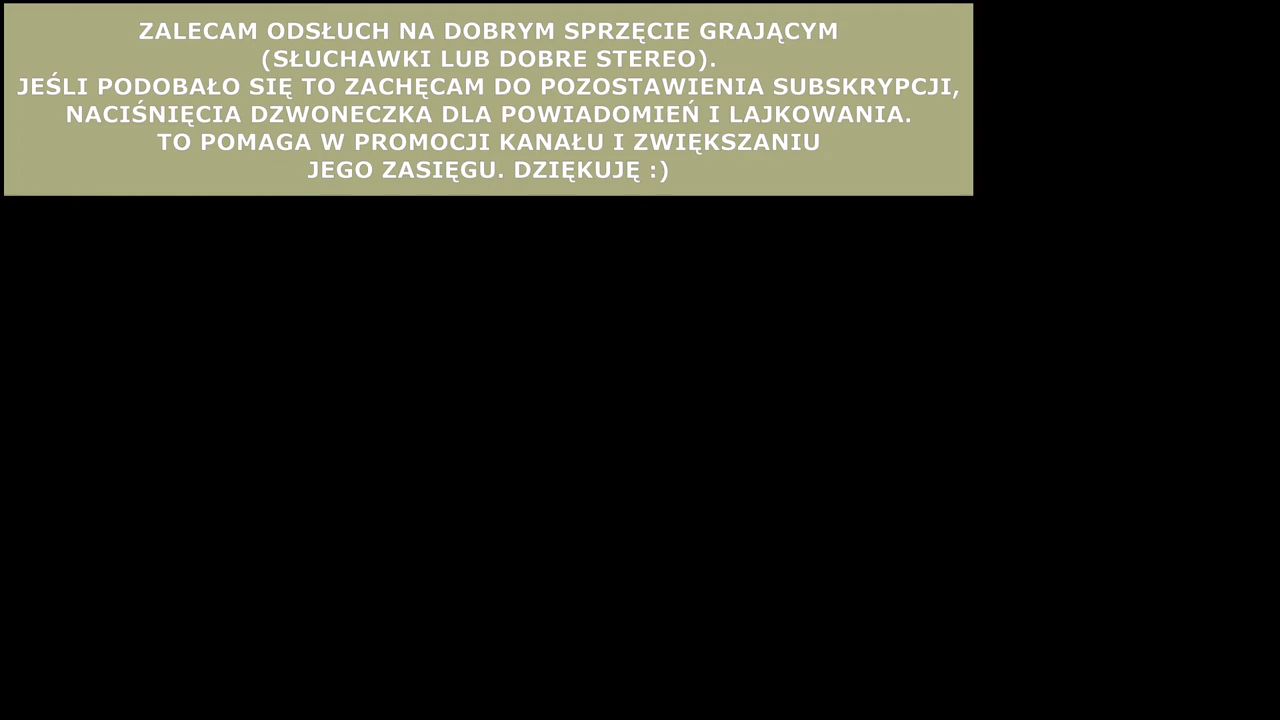 ZALECAM ODSŁUCH NA DOBRYM SPRZĘCIE GRAJĄCYM
(SŁUCHAWKI LUB DOBRE STEREO).
JEŚLI PODOBAŁO SIĘ TO ZACHĘCAM DO POZOSTAWIENIA SUBSKRYPCJI,
NACIŚNIĘCIA DZWONECZKA DLA POWIADOMIEŃ I LAJKOWANIA.
TO POMAGA W PROMOCJI KANAŁU I ZWIĘKSZANIU
JEGO ZASIĘGU. DZIĘKUJĘ :)